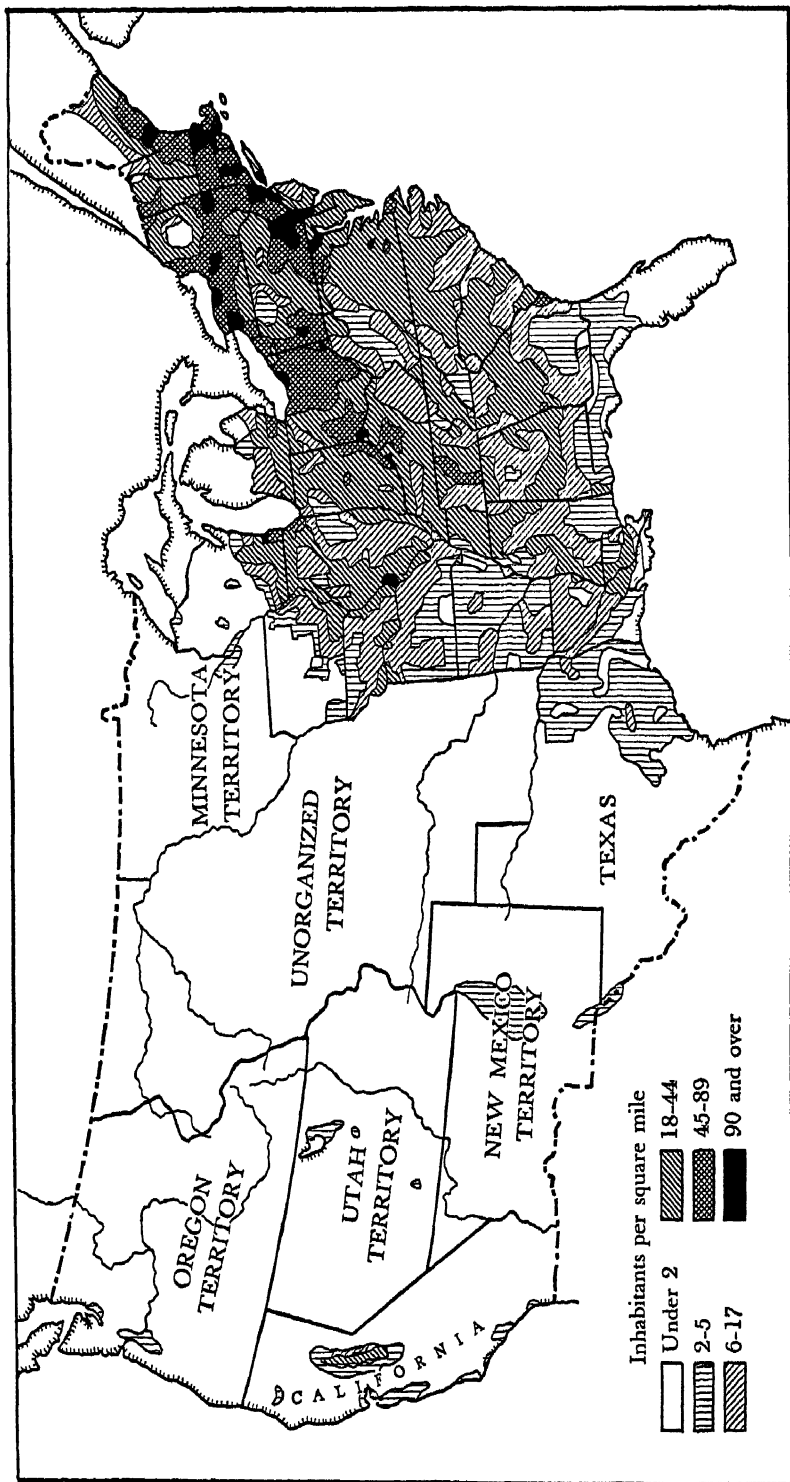 MINNESOTA
TERRITORY
OREGON
TERRITORY
UNORGANIZED
TERRITORY
UTAH
TERRITORY
CALIFORNIA
NEW MEXICO
TERRITORY
TEXAS
Inhabitants per square mile
Under 2
2-5
6-17
18-44
45-89
90 and over